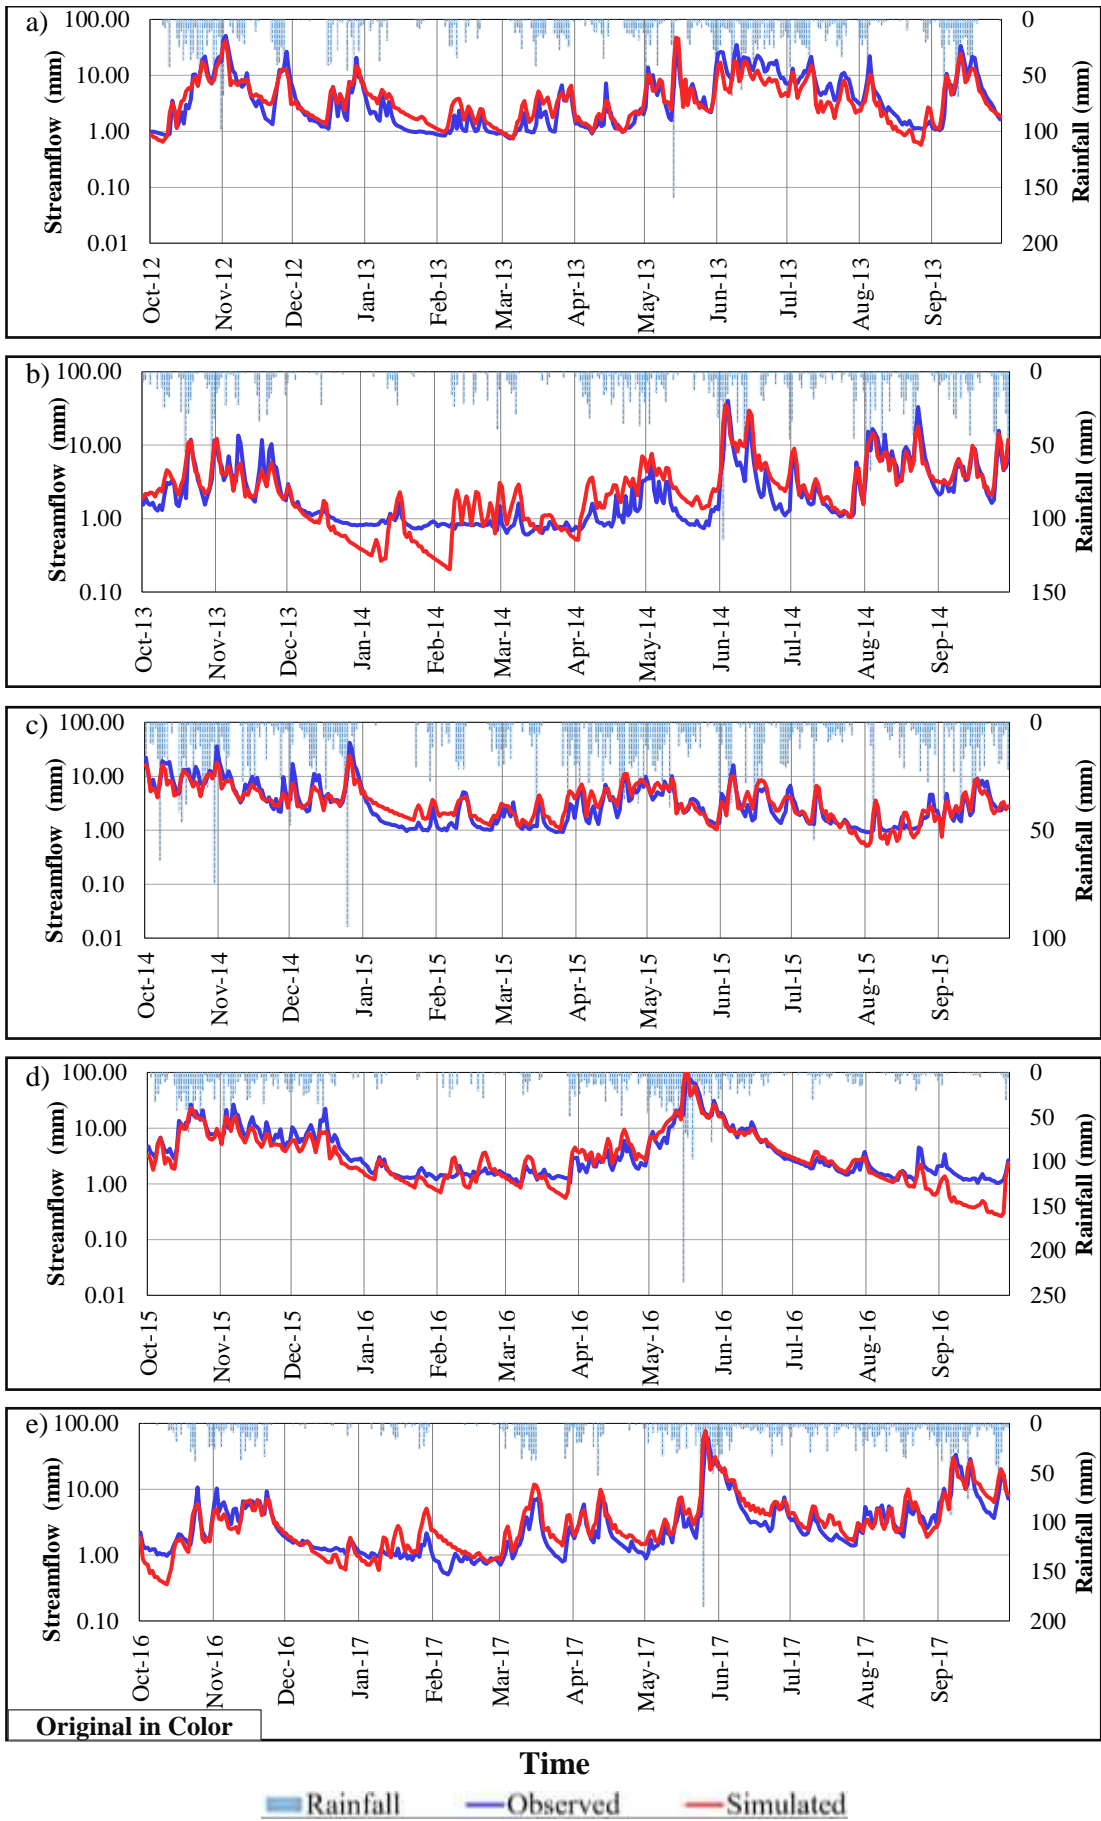 a)
100.00
10.00
1.00
0.10
0.01
Streamflow (mm)
0
50
100
150
200
Rainfall (mm)
Oct-12
Nov-12
Dec-12
Jan-13
Feb-13
Mar-13
Apr-13
May-13
Jun-13
Jul-13
Aug-13
Sep-13
b)
100.00
10.00
1.00
0.10
Streamflow (mm)
0
50
100
150
Rainfall (mm)
Oct-13
Nov-13
Dec-13
Jan-14
Feb-14
Mar-14
Apr-14
May-14
Jun-14
Jul-14
Aug-14
Sep-14
c)
100.00
10.00
1.00
0.10
0.01
Streamflow (mm)
0
50
100
Rainfall (mm)
Oct-14
Nov-14
Dec-14
Jan-15
Feb-15
Mar-15
Apr-15
May-15
Jun-15
Jul-15
Aug-15
Sep-15
d)
100.00
10.00
1.00
0.10
0.01
Streamflow (mm)
0
50
100
150
200
250
Rainfall (mm)
Oct-15
Nov-15
Dec-15
Jan-16
Feb-16
Mar-16
Apr-16
May-16
Jun-16
Jul-16
Aug-16
Sep-16
e)
100.00
10.00
1.00
0.10
Streamflow (mm)
0
50
100
150
200
Rainfall (mm)
Oct-16
Nov-16
Dec-16
Jan-17
Feb-17
Mar-17
Apr-17
May-17
Jun-17
Jul-17
Aug-17
Sep-17
Original in Color
Time
Rainfall Observed Simulated